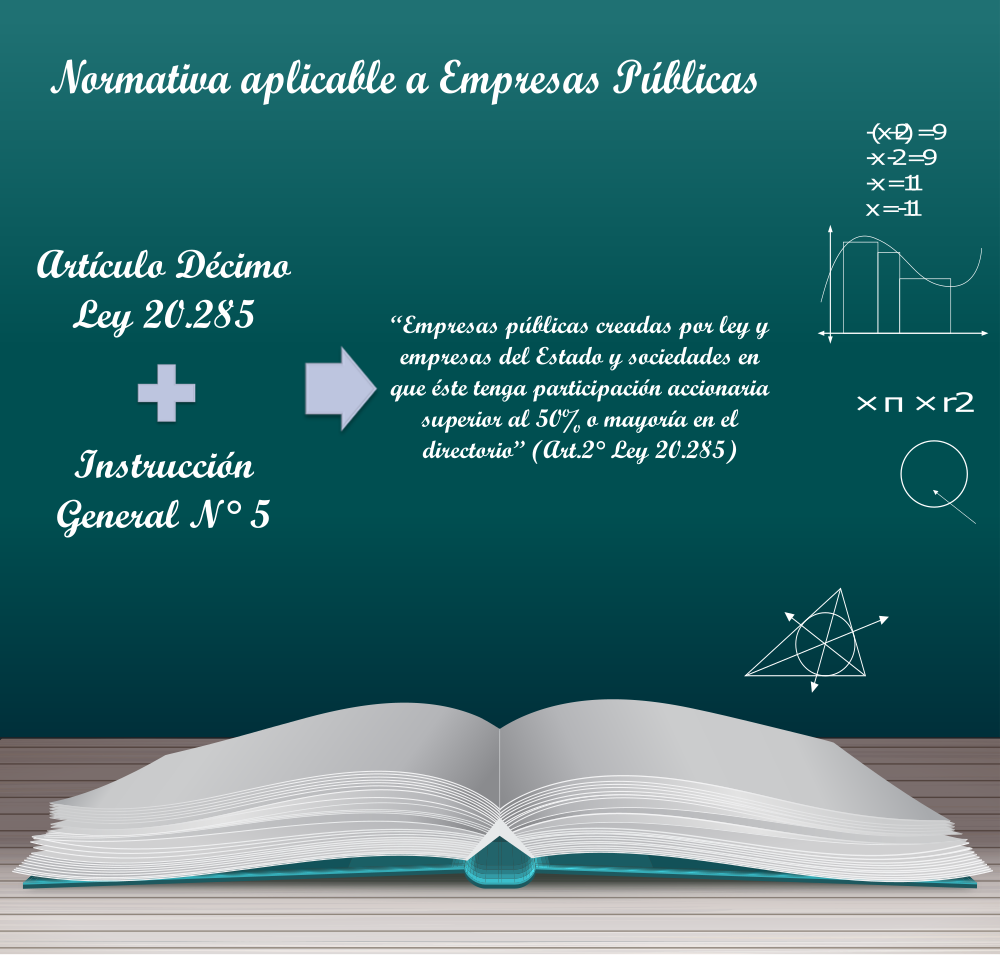 Normativa aplicable a Empresas Públicas
-(x+2) =9
-x-2=9
-x=11
x=-11
Artículo Décimo
Ley 20.285
Instrucción
General N° 5
“Empresas públicas creadas por ley y
empresas del Estado y sociedades en
que éste tenga participación accionaria
superior al 50% o mayoría en el
directorio” (Art.2° Ley 20.285)
× п × r2